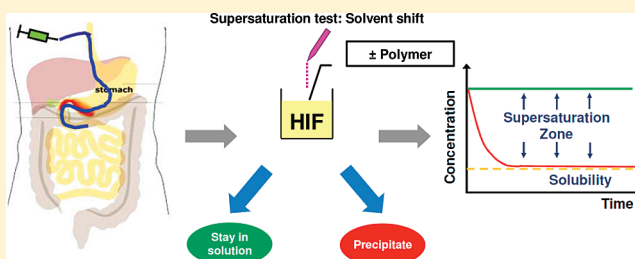 Supersaturation test: Solvent shift
stomach
± Polymer
HIF
Stay in
solution
Precipitate
Concentration
Supersaturation
Zone
Solubility
Time